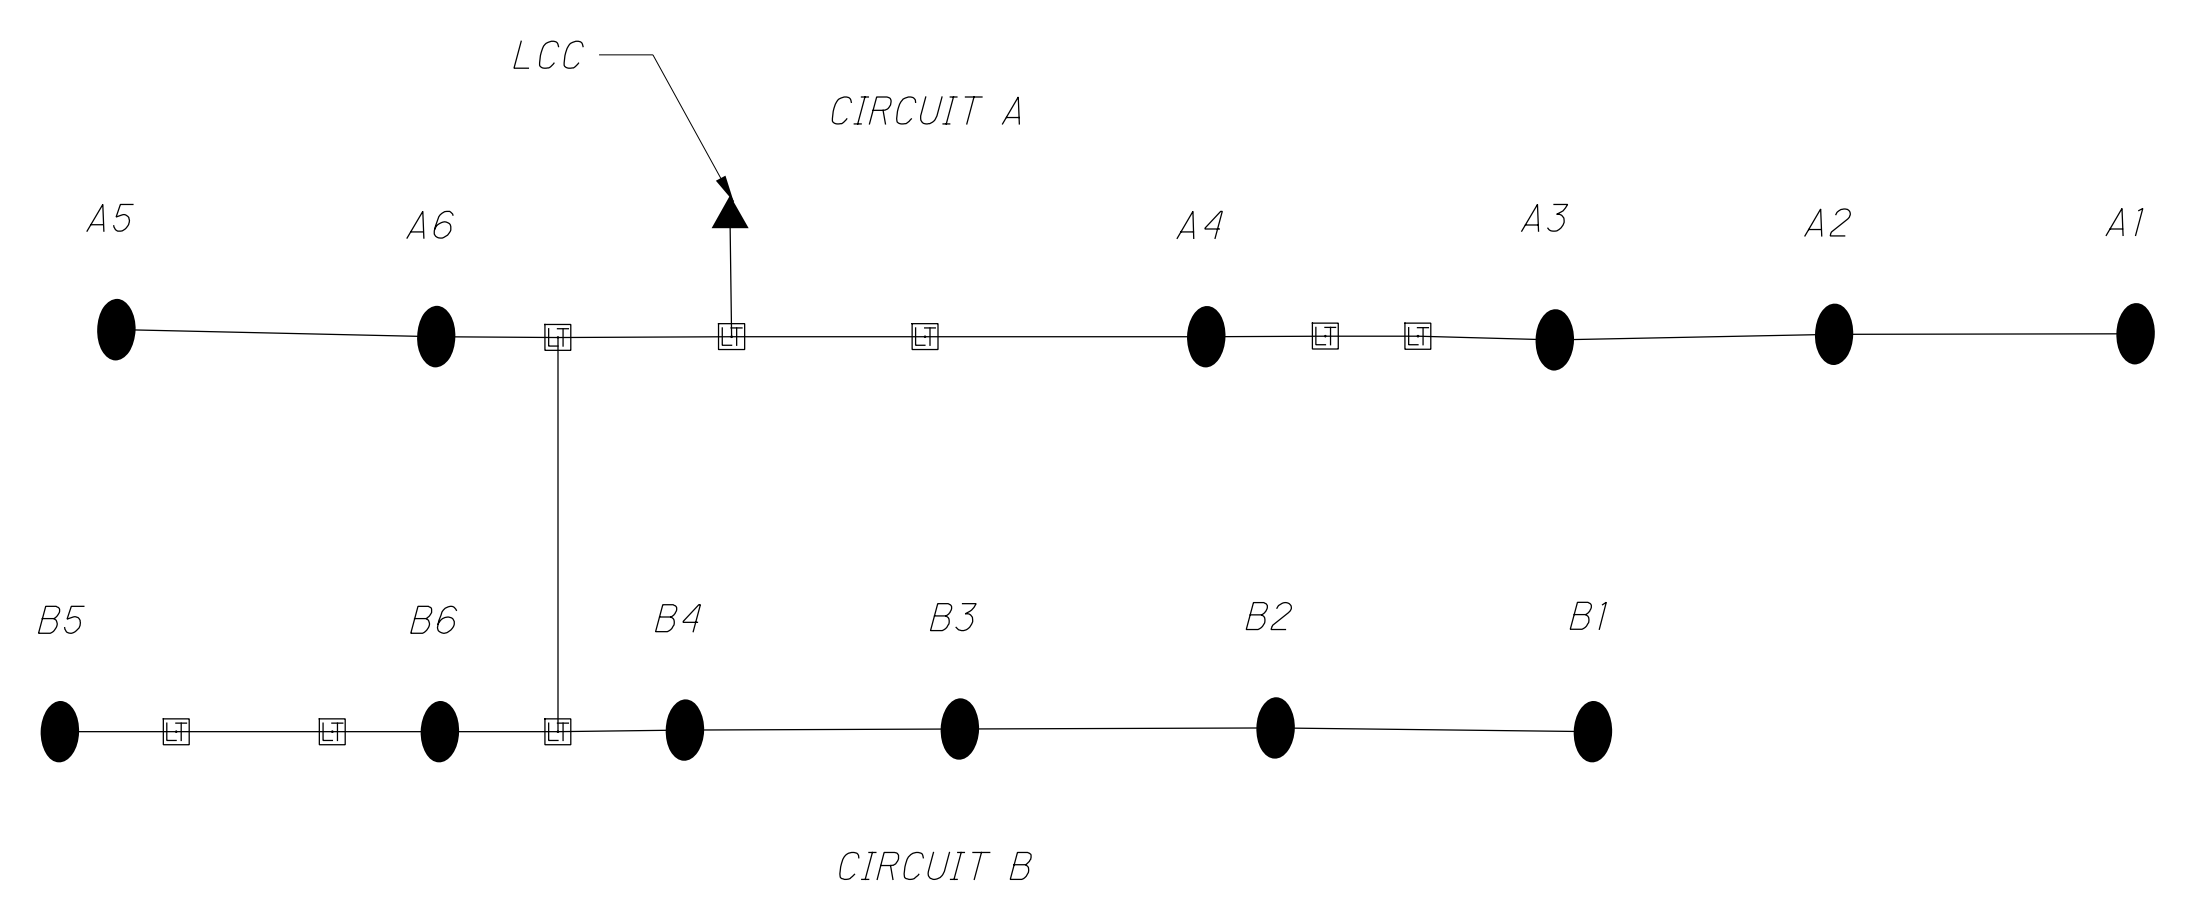 LCC
CIRCUIT A
A5 A6 A4 A3 A2 A1
LT LT LT LT LT
B5 B6 B4 B3 B2 B1
LT LT LT
CIRCUIT B